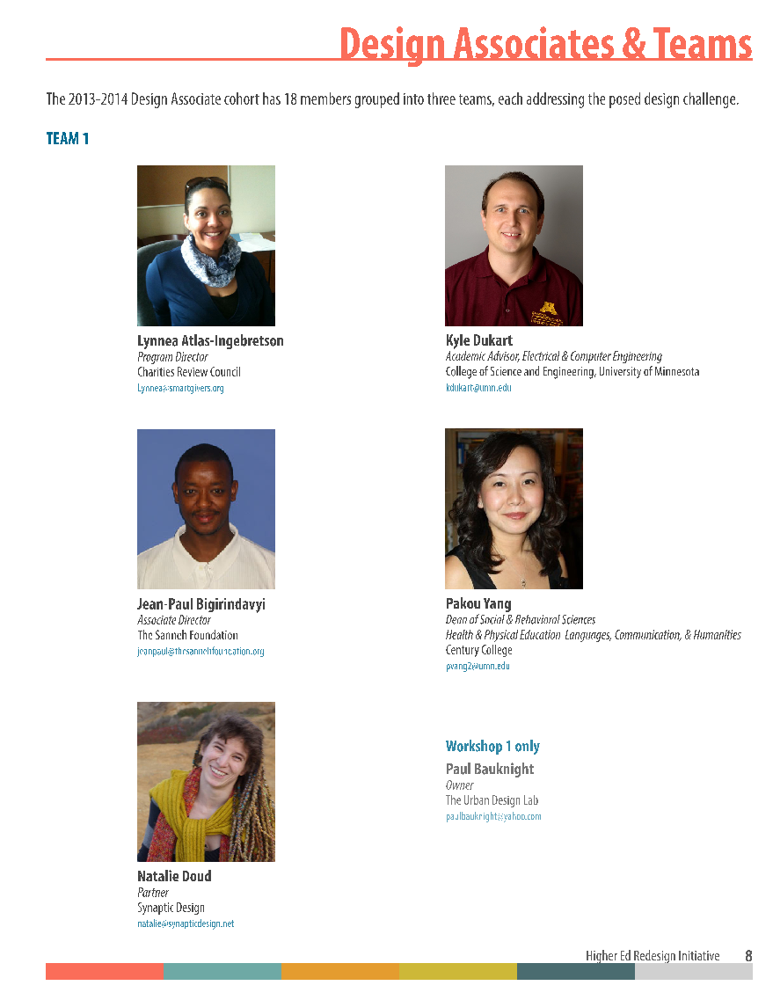 Design Associates & Teams
The 2013-2014 Design Associate cohort has 18 members grouped into three teams, each addressing the posed design challenge.
TEAM 1
Lynnea Atlas-Ingebretson
Program Director
Charities Review Council
Lynnea@smartgivers.org
Kyle Dukart
Academic Advisor, Electrical & Computer Engineering
College of Science and Engineering, University of Minnesota
kdukart@umn.edu
Jean-Paul Bigirindavyi
Associate Director
The Sanneh Foundation
jeanpaul@thesannehfoundation.org
Pakou Yang
Dean of Social & Behavioral Sciences
Health & Physical Education Languages, Communication, & Humanities
Century College
pyang2@umn.edu
Natalie Doud
Partner
Synaptic Design
natalie@synapticdesign.net
Workshop 1 only
Paul Bauknight
Owner
The Urban Design Lab
paulbauknight@yahoo.com
Higher Ed Redesign Initiative 8